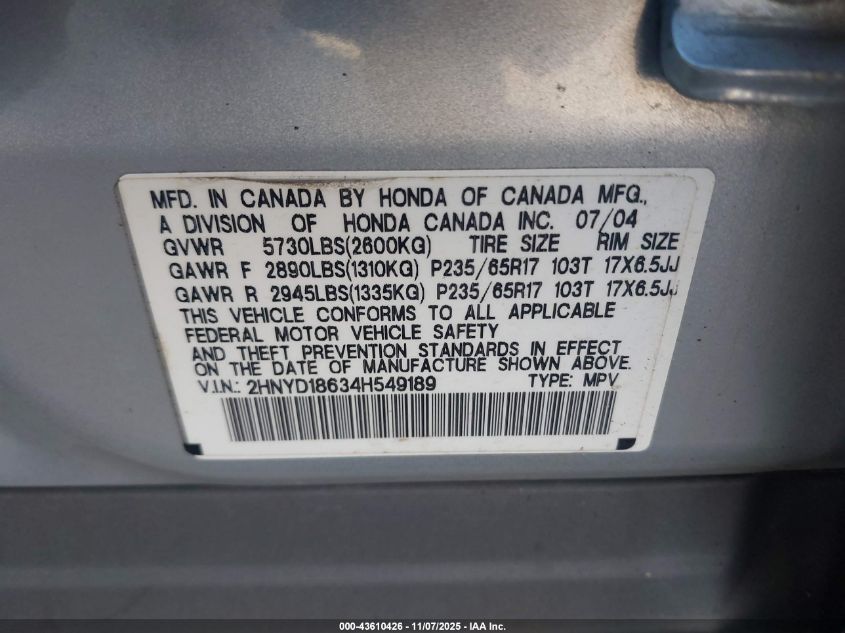 MFD. IN CANADA BY HONDA OF CANADA MFG.,
A DIVISION OF HONDA CANADA INC. 07/04
GVWR 5730LBS(2600KG) TIRE SIZE RIM SIZE
GAWR F 2890LBS(1310KG) P235/65R17 103T 17X6.5JJ
GAWR R 2945LBS(1335KG) P235/65R17 103T 17X6.5JJ
THIS VEHICLE CONFORMS TO ALL APPLICABLE
FEDERAL MOTOR VEHICLE SAFETY
AND THEFT PREVENTION STANDARDS IN EFFECT
ON THE DATE OF MANUFACTURE SHOWN ABOVE.
V.I.N.: 2HNYD18634H549189 TYPE: MPV
000-43610426 - 11/07/2025 - IAA Inc.